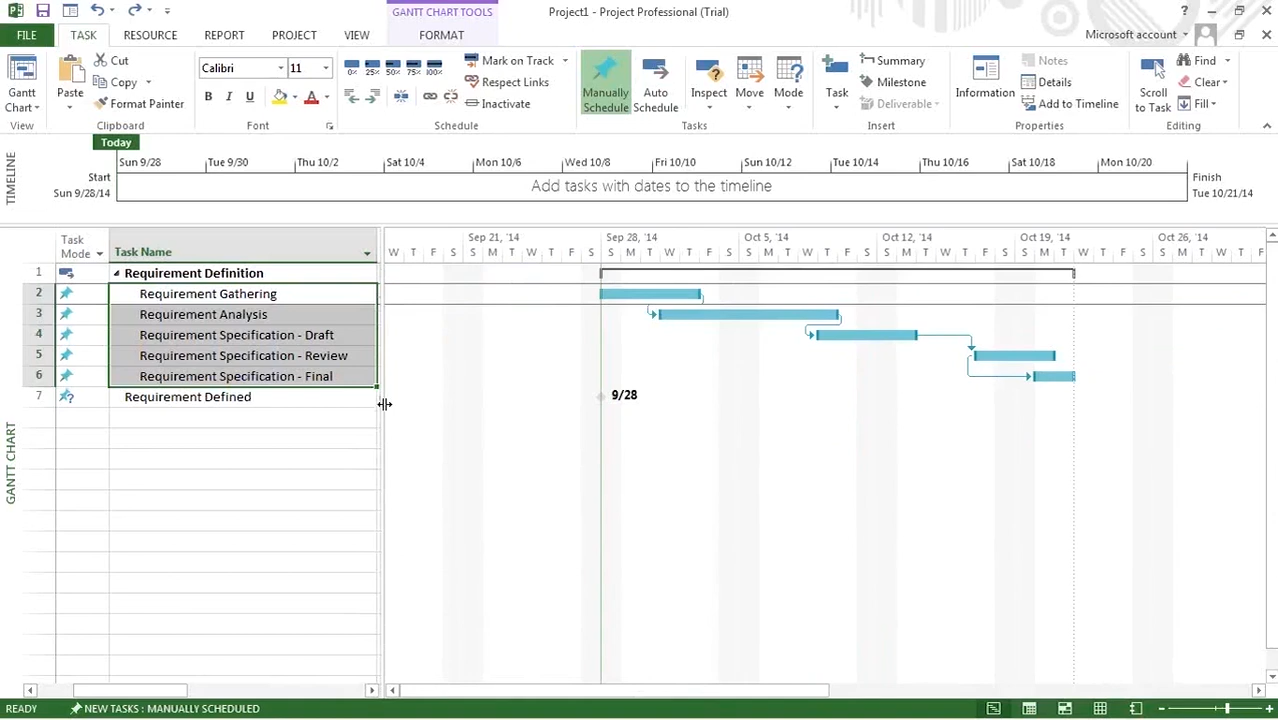 GANTT CHART TOOLS
Project1 - Project Professional (Trial)
?
FILE TASK RESOURCE REPORT PROJECT VIEW FORMAT
Microsoft account
Gantt Chart
View
Paste
Cut
Copy
Format Painter
Clipboard
Calibri 11
B I U A
Font
0% 25% 50% 75% 100%
Mark on Track
Respect Links
Inactivate
Schedule
Manually Schedule
Auto Schedule
Inspect
Move
Mode
Tasks
Task
Summary
Milestone
Deliverable
Insert
Information
Notes
Details
Add to Timeline
Properties
Scroll to Task
Find
Clear
Fill
Editing
Today
TIMELINE
Start
Sun 9/28/14
Sun 9/28 Tue 9/30 Thu 10/2 Sat 10/4 Mon 10/6 Wed 10/8 Fri 10/10 Sun 10/12 Tue 10/14 Thu 10/16 Sat 10/18 Mon 10/20
Add tasks with dates to the timeline
Finish
Tue 10/21/14
GANTT CHART
Task Mode Task Name
Sep 21, '14 Sep 28, '14 Oct 5, '14 Oct 12, '14 Oct 19, '14 Oct 26, '14
W T F S S M T W T F S S M T W T F S S M T W T F S S M T W T F S S M T W T F S S M T W T F
1 Requirement Definition
2 Requirement Gathering
3 Requirement Analysis
4 Requirement Specification - Draft
5 Requirement Specification - Review
6 Requirement Specification - Final
7 ? Requirement Defined
9/28
READY NEW TASKS : MANUALLY SCHEDULED